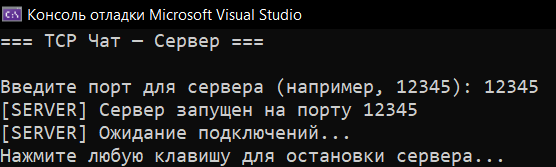 C:\ Консоль отладки Microsoft Visual Studio
=== TCP Чат — Сервер ===
Введите порт для сервера (например, 12345): 12345
[SERVER] Сервер запущен на порту 12345
[SERVER] Ожидание подключений...
Нажмите любую клавишу для остановки сервера...